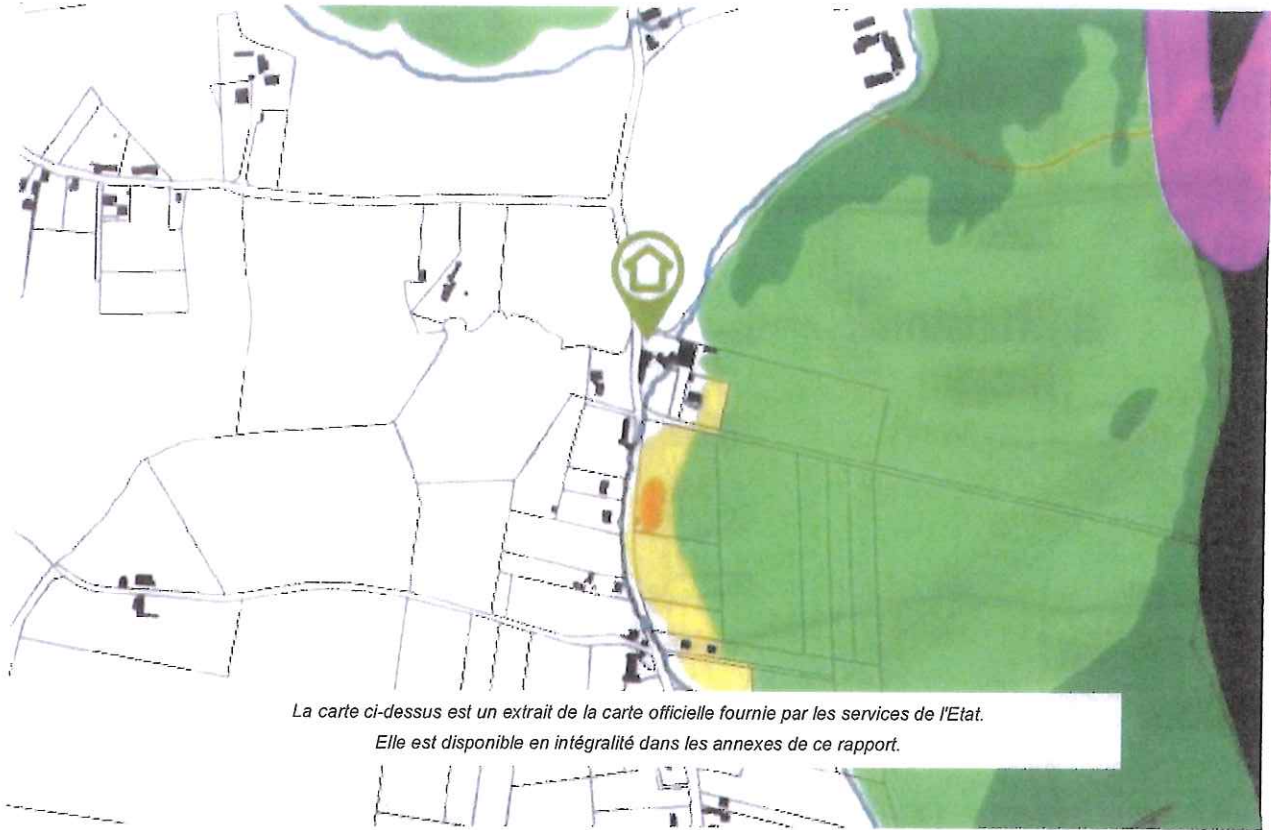 La carte ci-dessus est un extrait de la carte officielle fournie par les services de l'Etat.
Elle est disponible en intégralité dans les annexes de ce rapport.